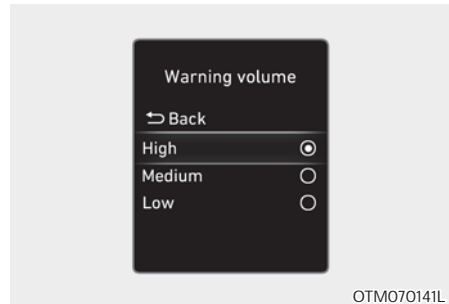 Warning volume
Back
High
Medium
Low
OTM070141L